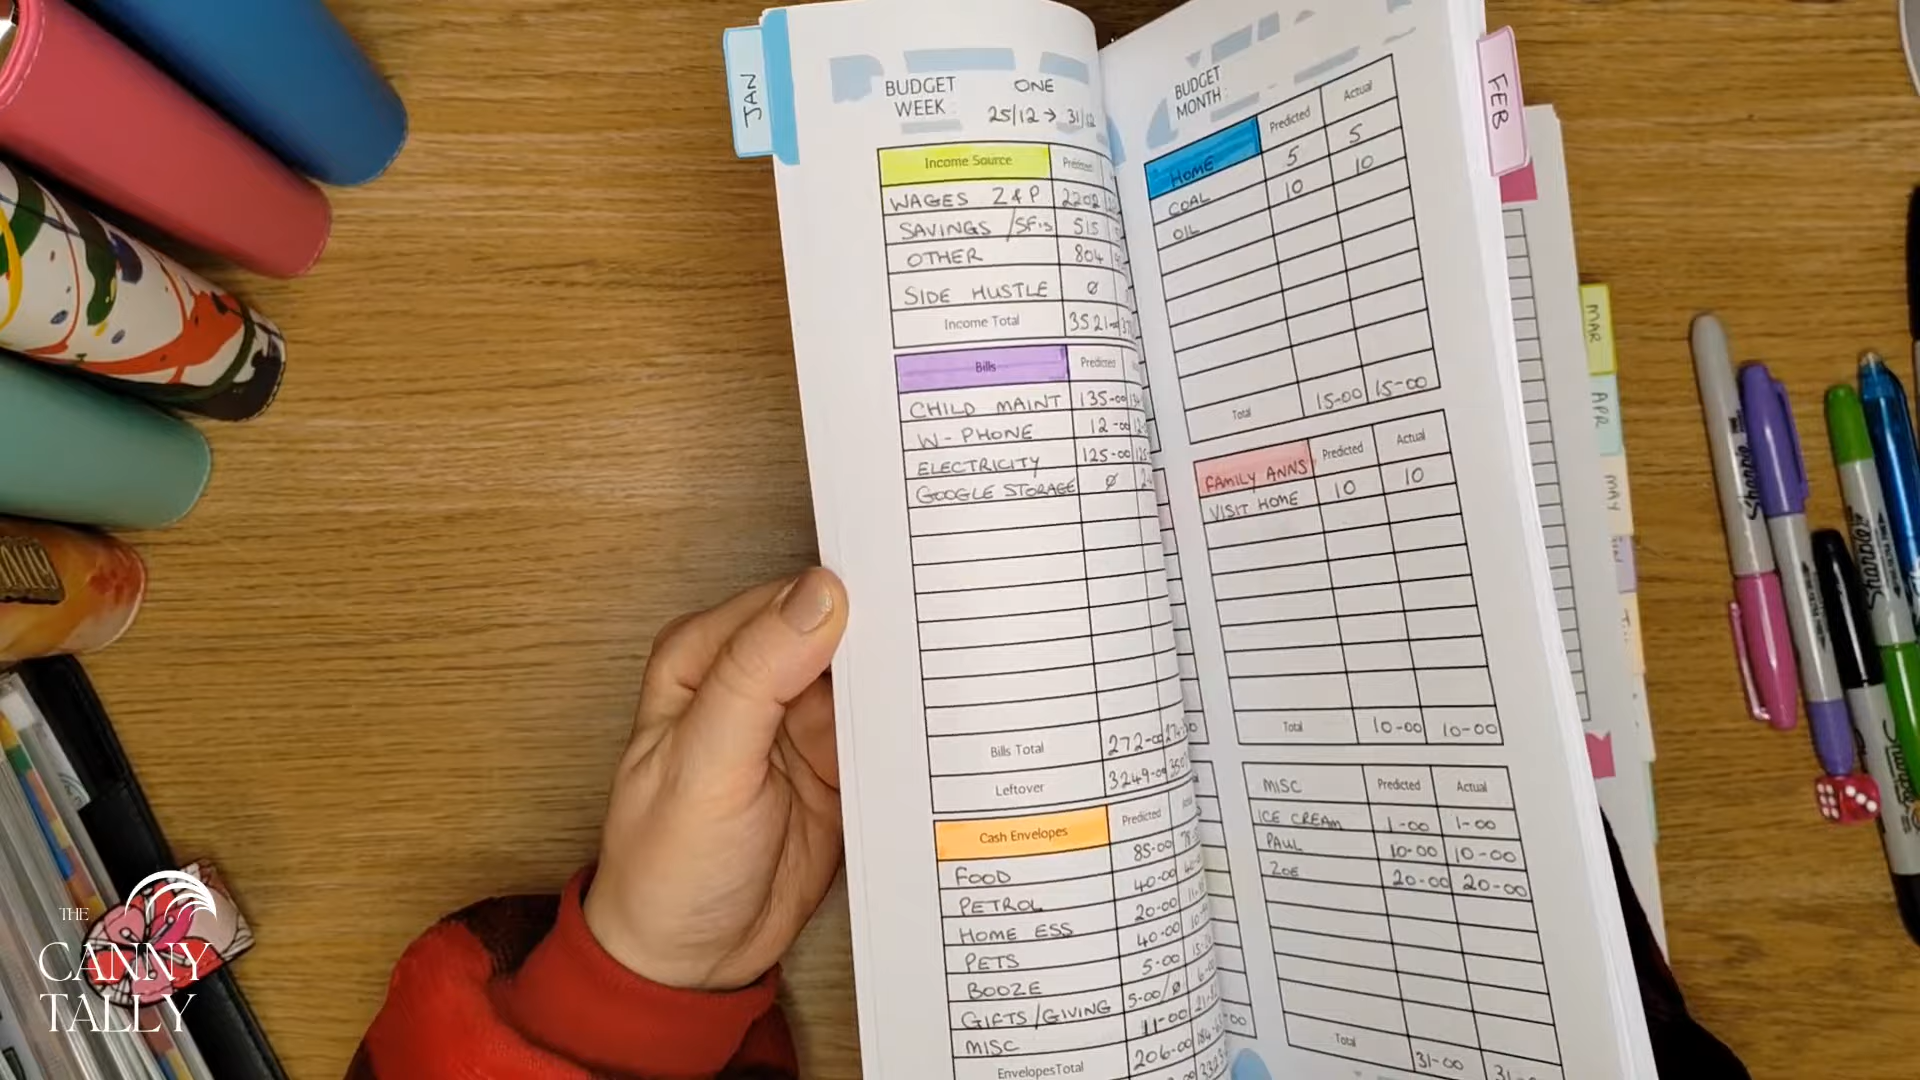 JAN
BUDGET WEEK : ONE
25/12 → 31/12
Income Source Predicted
WAGES Z & P 2202
SAVINGS /SF's 515
OTHER 804
SIDE HUSTLE ø
Income Total 3521-00
Bills Predicted
CHILD MAINT 135-00
W-PHONE 12-00
ELECTRICITY 125-00
GOOGLE STORAGE ø
Bills Total 272-00
Leftover 3249-00
Cash Envelopes Predicted
FOOD 85-00
PETROL 40-00
HOME ESS 20-00
PETS 40-00
BOOZE 5-00
GIFTS/GIVING 5-00/ø
MISC 11-00
Envelopes Total 206-00
BUDGET MONTH :
HOME Predicted Actual
COAL 5 5
OIL 10 10
Total 15-00 15-00
FAMILY ANNS Predicted Actual
VISIT HOME 10 10
Total 10-00 10-00
MISC Predicted Actual
ICE CREAM 1-00 1-00
PAUL 10-00 10-00
ZOE 20-00 20-00
Total 31-00
FEB
MAR
APR
MAY
Sharpie
Sharpie
THE
CANNY
TALLY